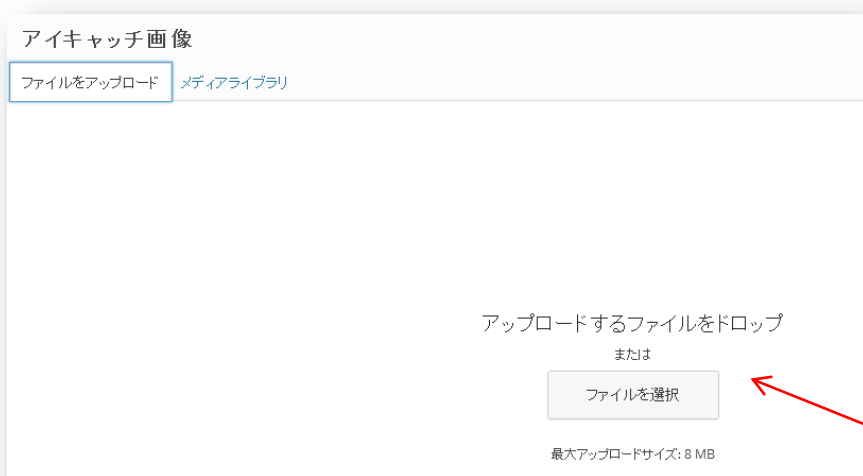 アイキャッチ画像
ファイルをアップロード メディアライブラリ
アップロードするファイルをドロップ
または
ファイルを選択
最大アップロードサイズ: 8 MB